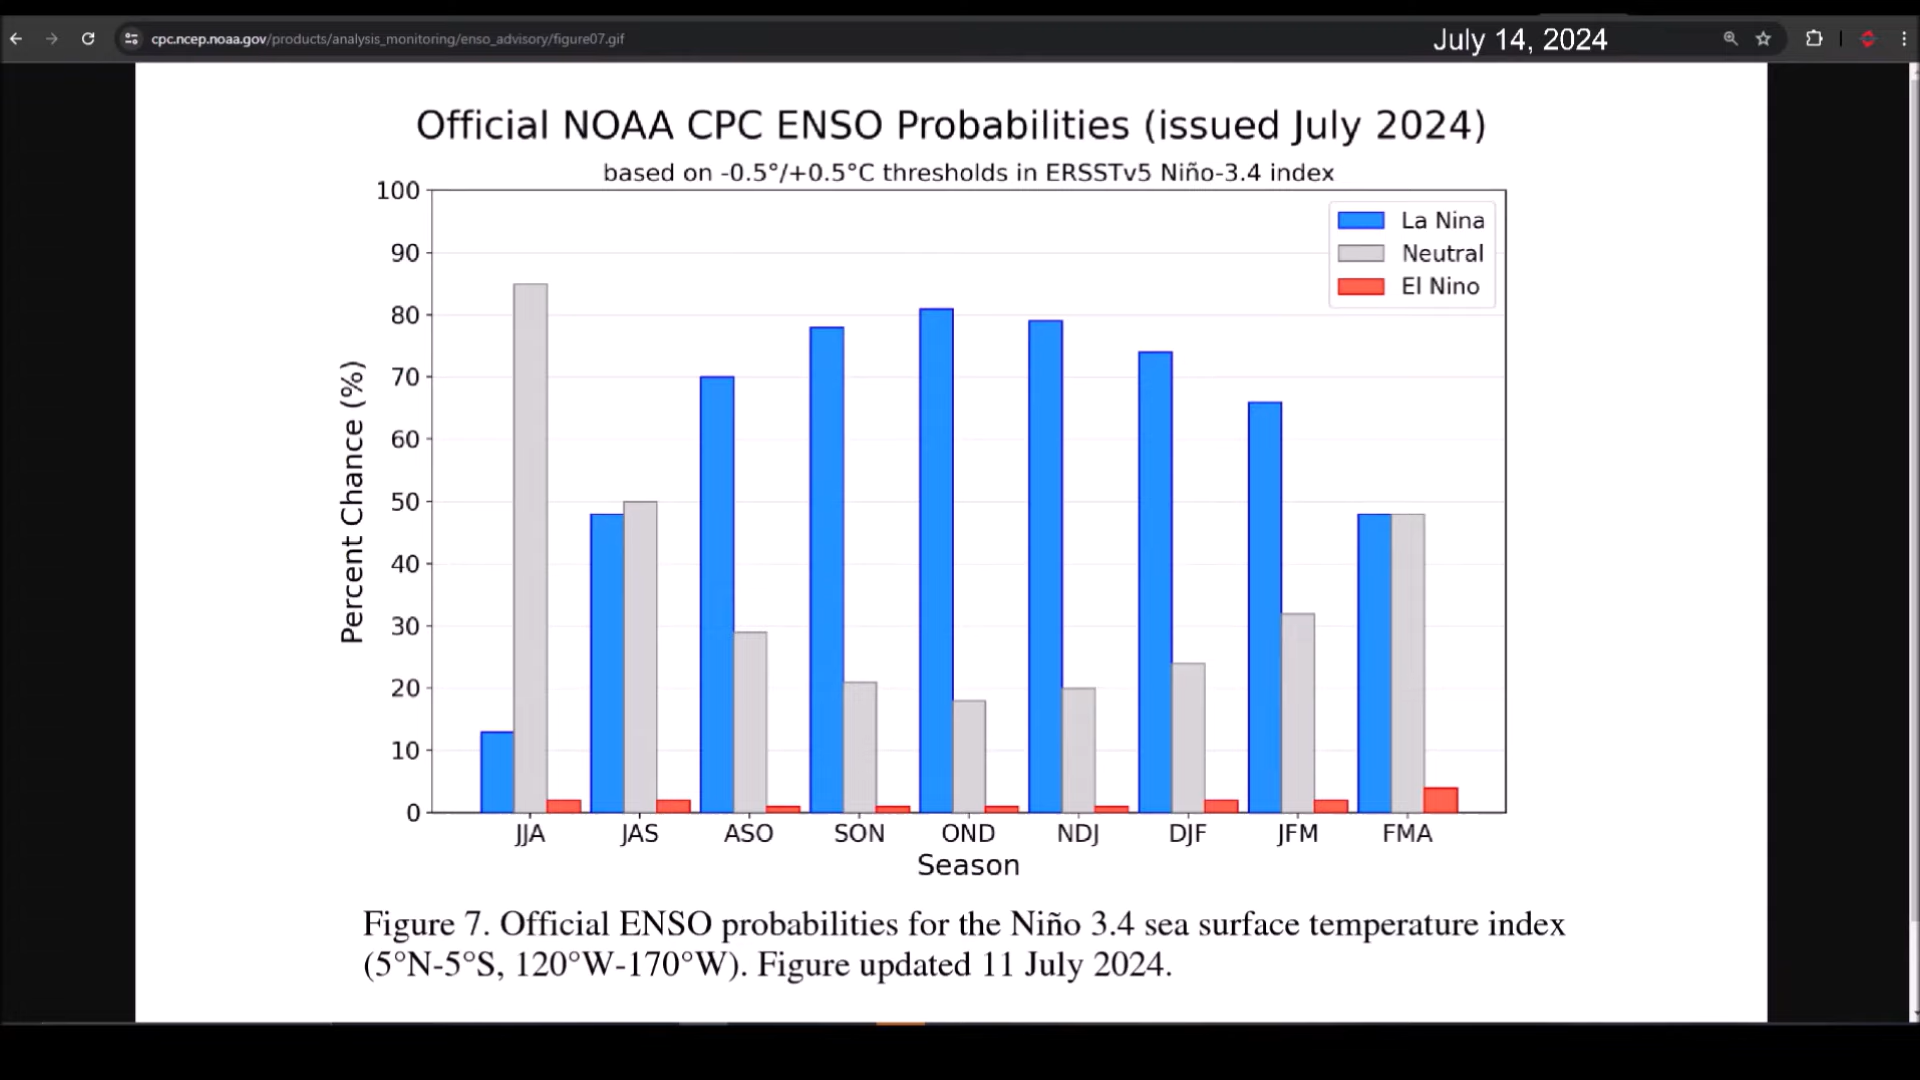 cpc.ncep.noaa.gov/products/analysis_monitoring/enso_advisory/figure07.gif
July 14, 2024
Official NOAA CPC ENSO Probabilities (issued July 2024)
based on -0.5°/+0.5°C thresholds in ERSSTv5 Niño-3.4 index
La Nina
Neutral
El Nino
Percent Chance (%)
100
90
80
70
60
50
40
30
20
10
0
JJA JAS ASO SON OND NDJ DJF JFM FMA
Season
Figure 7. Official ENSO probabilities for the Niño 3.4 sea surface temperature index
(5°N-5°S, 120°W-170°W). Figure updated 11 July 2024.